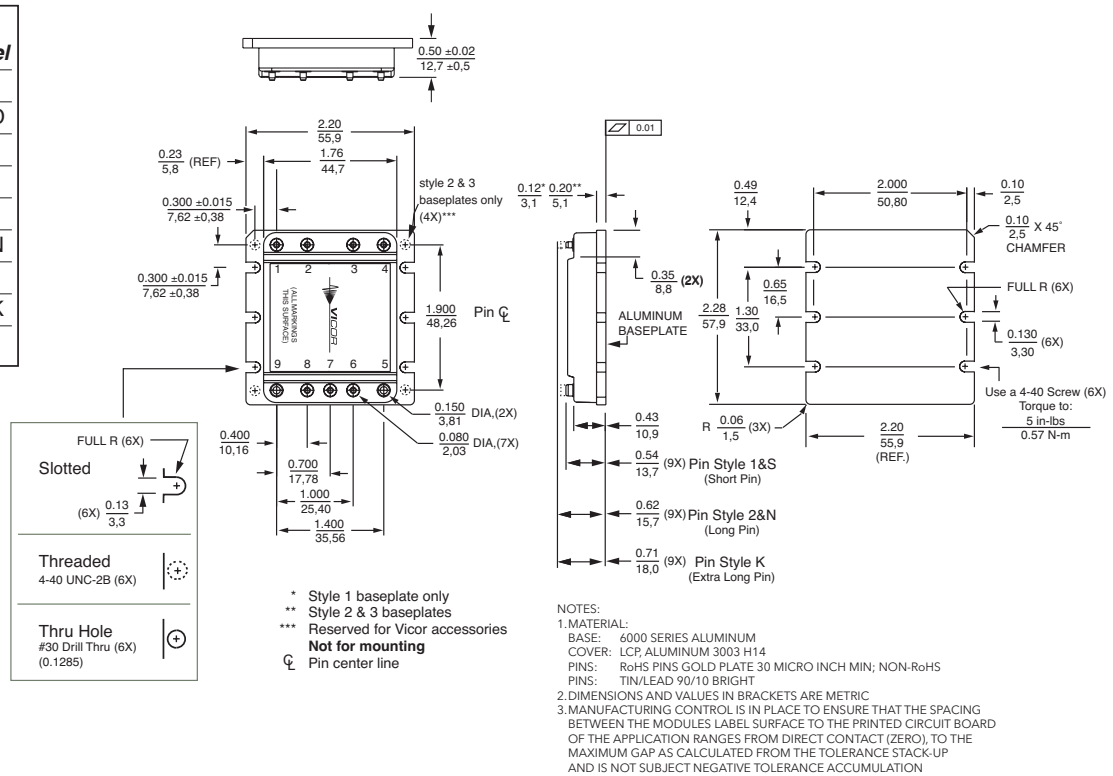 el
O
N
K
0.50 ±0.02
12,7 ±0,5
2.20
55,9
0.23 (REF)
5,8
1.76
44,7
style 2 & 3
baseplates only
(4X)***
0.300 ±0.015
7,62 ±0,38
0.300 ±0.015
7,62 ±0,38
1 2 3 4
(ALL MARKINGS
THIS SURFACE)
VICOR
9 8 7 6 5
1.900
48,26
Pin ℄
0.150 DIA,(2X)
3.81
0.080 DIA,(7X)
2,03
0.400
10,16
0.700
17,78
1.000
25,40
1.400
35,56
0.01
0.12* 0.20**
3,1 5,1
0.35 (2X)
8,8
ALUMINUM
BASEPLATE
0.43
10,9
0.54 (9X) Pin Style 1&S
13,7 (Short Pin)
0.62 (9X) Pin Style 2&N
15,7 (Long Pin)
0.71 (9X) Pin Style K
18,0 (Extra Long Pin)
0.49
12,4
2.000
50,80
0.10
2,5
0.10 X 45°
2,5
CHAMFER
2.28
57,9
1.30
33,0
0.65
16,5
FULL R (6X)
0.130 (6X)
3,30
Use a 4-40 Screw (6X)
Torque to:
5 in-lbs
0.57 N-m
R 0.06 (3X)
1,5
2.20
55,9
(REF.)
FULL R (6X)
Slotted
(6X) 0.13
3,3
Threaded
4-40 UNC-2B (6X)
Thru Hole
#30 Drill Thru (6X)
(0.1285)
* Style 1 baseplate only
** Style 2 & 3 baseplates
*** Reserved for Vicor accessories
Not for mounting
℄ Pin center line
NOTES:
1.MATERIAL:
BASE: 6000 SERIES ALUMINUM
COVER: LCP, ALUMINUM 3003 H14
PINS: RoHS PINS GOLD PLATE 30 MICRO INCH MIN; NON-RoHS
PINS: TIN/LEAD 90/10 BRIGHT
2.DIMENSIONS AND VALUES IN BRACKETS ARE METRIC
3.MANUFACTURING CONTROL IS IN PLACE TO ENSURE THAT THE SPACING
BETWEEN THE MODULES LABEL SURFACE TO THE PRINTED CIRCUIT BOARD
OF THE APPLICATION RANGES FROM DIRECT CONTACT (ZERO), TO THE
MAXIMUM GAP AS CALCULATED FROM THE TOLERANCE STACK-UP
AND IS NOT SUBJECT NEGATIVE TOLERANCE ACCUMULATION